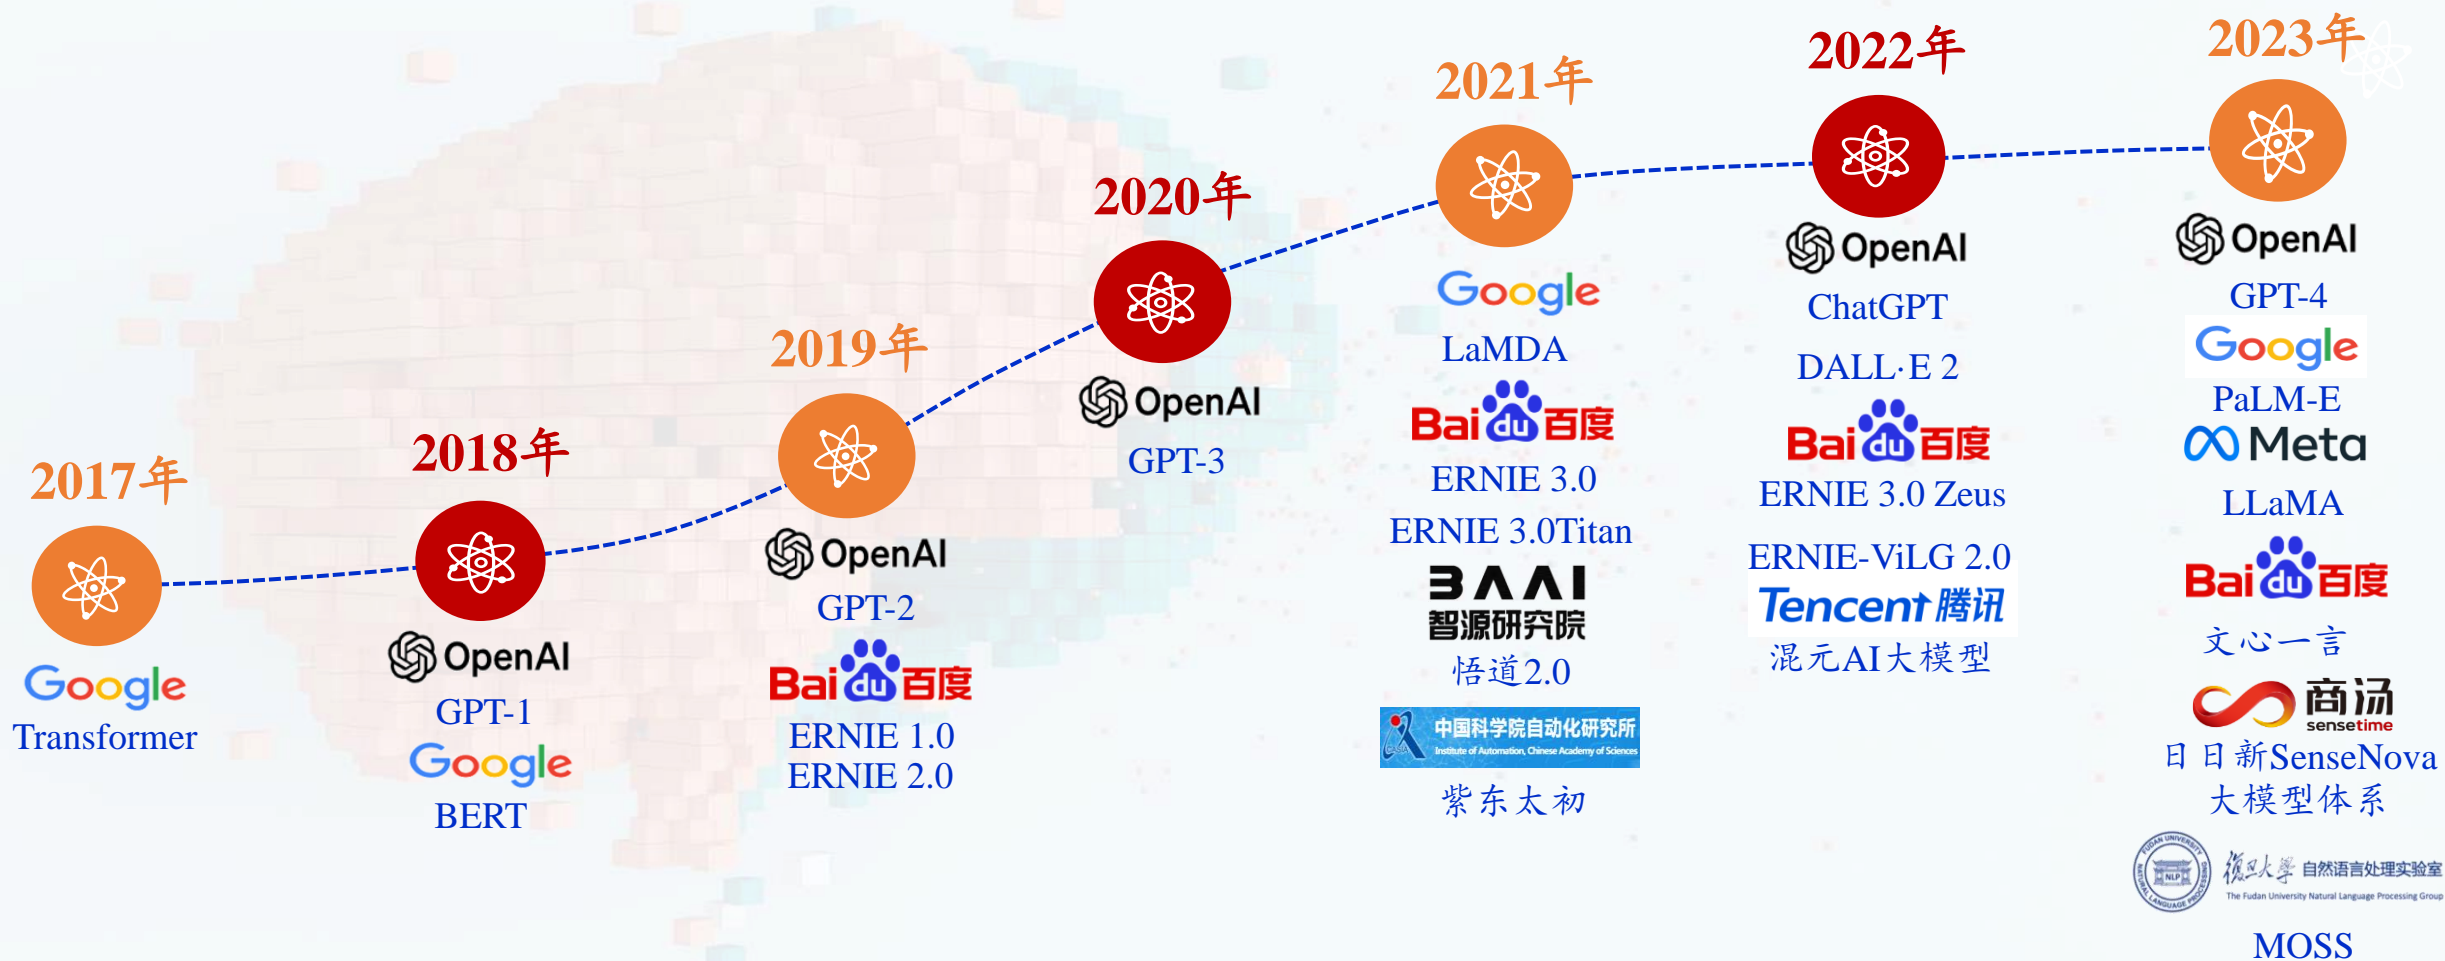 2017年
Google
Transformer
2018年
OpenAI
GPT-1
Google
BERT
2019年
OpenAI
GPT-2
Bai du 百度
ERNIE 1.0
ERNIE 2.0
2020年
OpenAI
GPT-3
2021年
Google
LaMDA
Bai du 百度
ERNIE 3.0
ERNIE 3.0Titan
BAAI
智源研究院
悟道2.0
中国科学院自动化研究所
Institute of Automation, Chinese Academy of Sciences
CASIA
紫东太初
2022年
OpenAI
ChatGPT
DALL·E 2
Bai du 百度
ERNIE 3.0 Zeus
ERNIE-ViLG 2.0
Tencent 腾讯
混元AI大模型
2023年
OpenAI
GPT-4
Google
PaLM-E
Meta
LLaMA
Bai du 百度
文心一言
商汤
sensetime
日日新SenseNova
大模型体系
FUDAN UNIVERSITY
NLP
NATURAL LANGUAGE PROCESSING
復旦大學 自然语言处理实验室
The Fudan University Natural Language Processing Group
MOSS